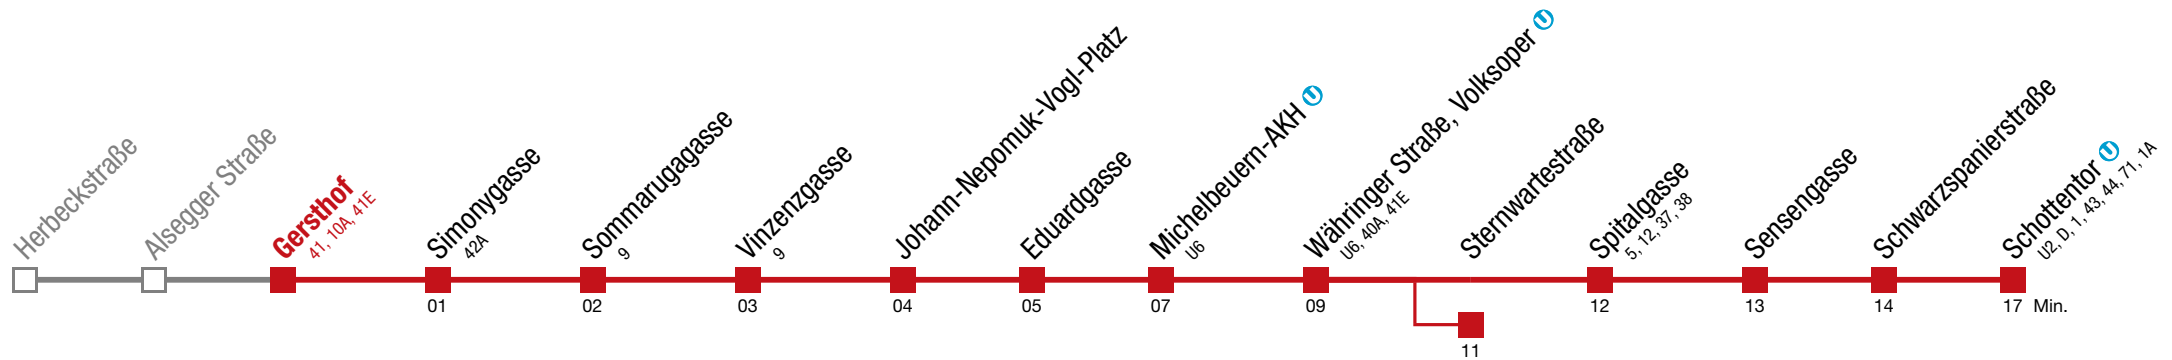 Herbeckstraße
Alsegger Straße
Gersthof
41, 10A, 41E
Simonygasse
42A
01
Sommarugagasse
9
02
Vinzenzgasse
9
03
Johann-Nepomuk-Vogl-Platz
04
Eduardgasse
05
Michelbeuern-AKH U
U6
07
Währinger Straße, Volksoper U
U6, 40A, 41E
09
Sternwartestraße
11
Spitalgasse
5, 12, 37, 38
12
Sensengasse
13
Schwarzspanierstraße
14
Schottentor U
U2, D, 1, 43, 44, 71, 1A
17 Min.